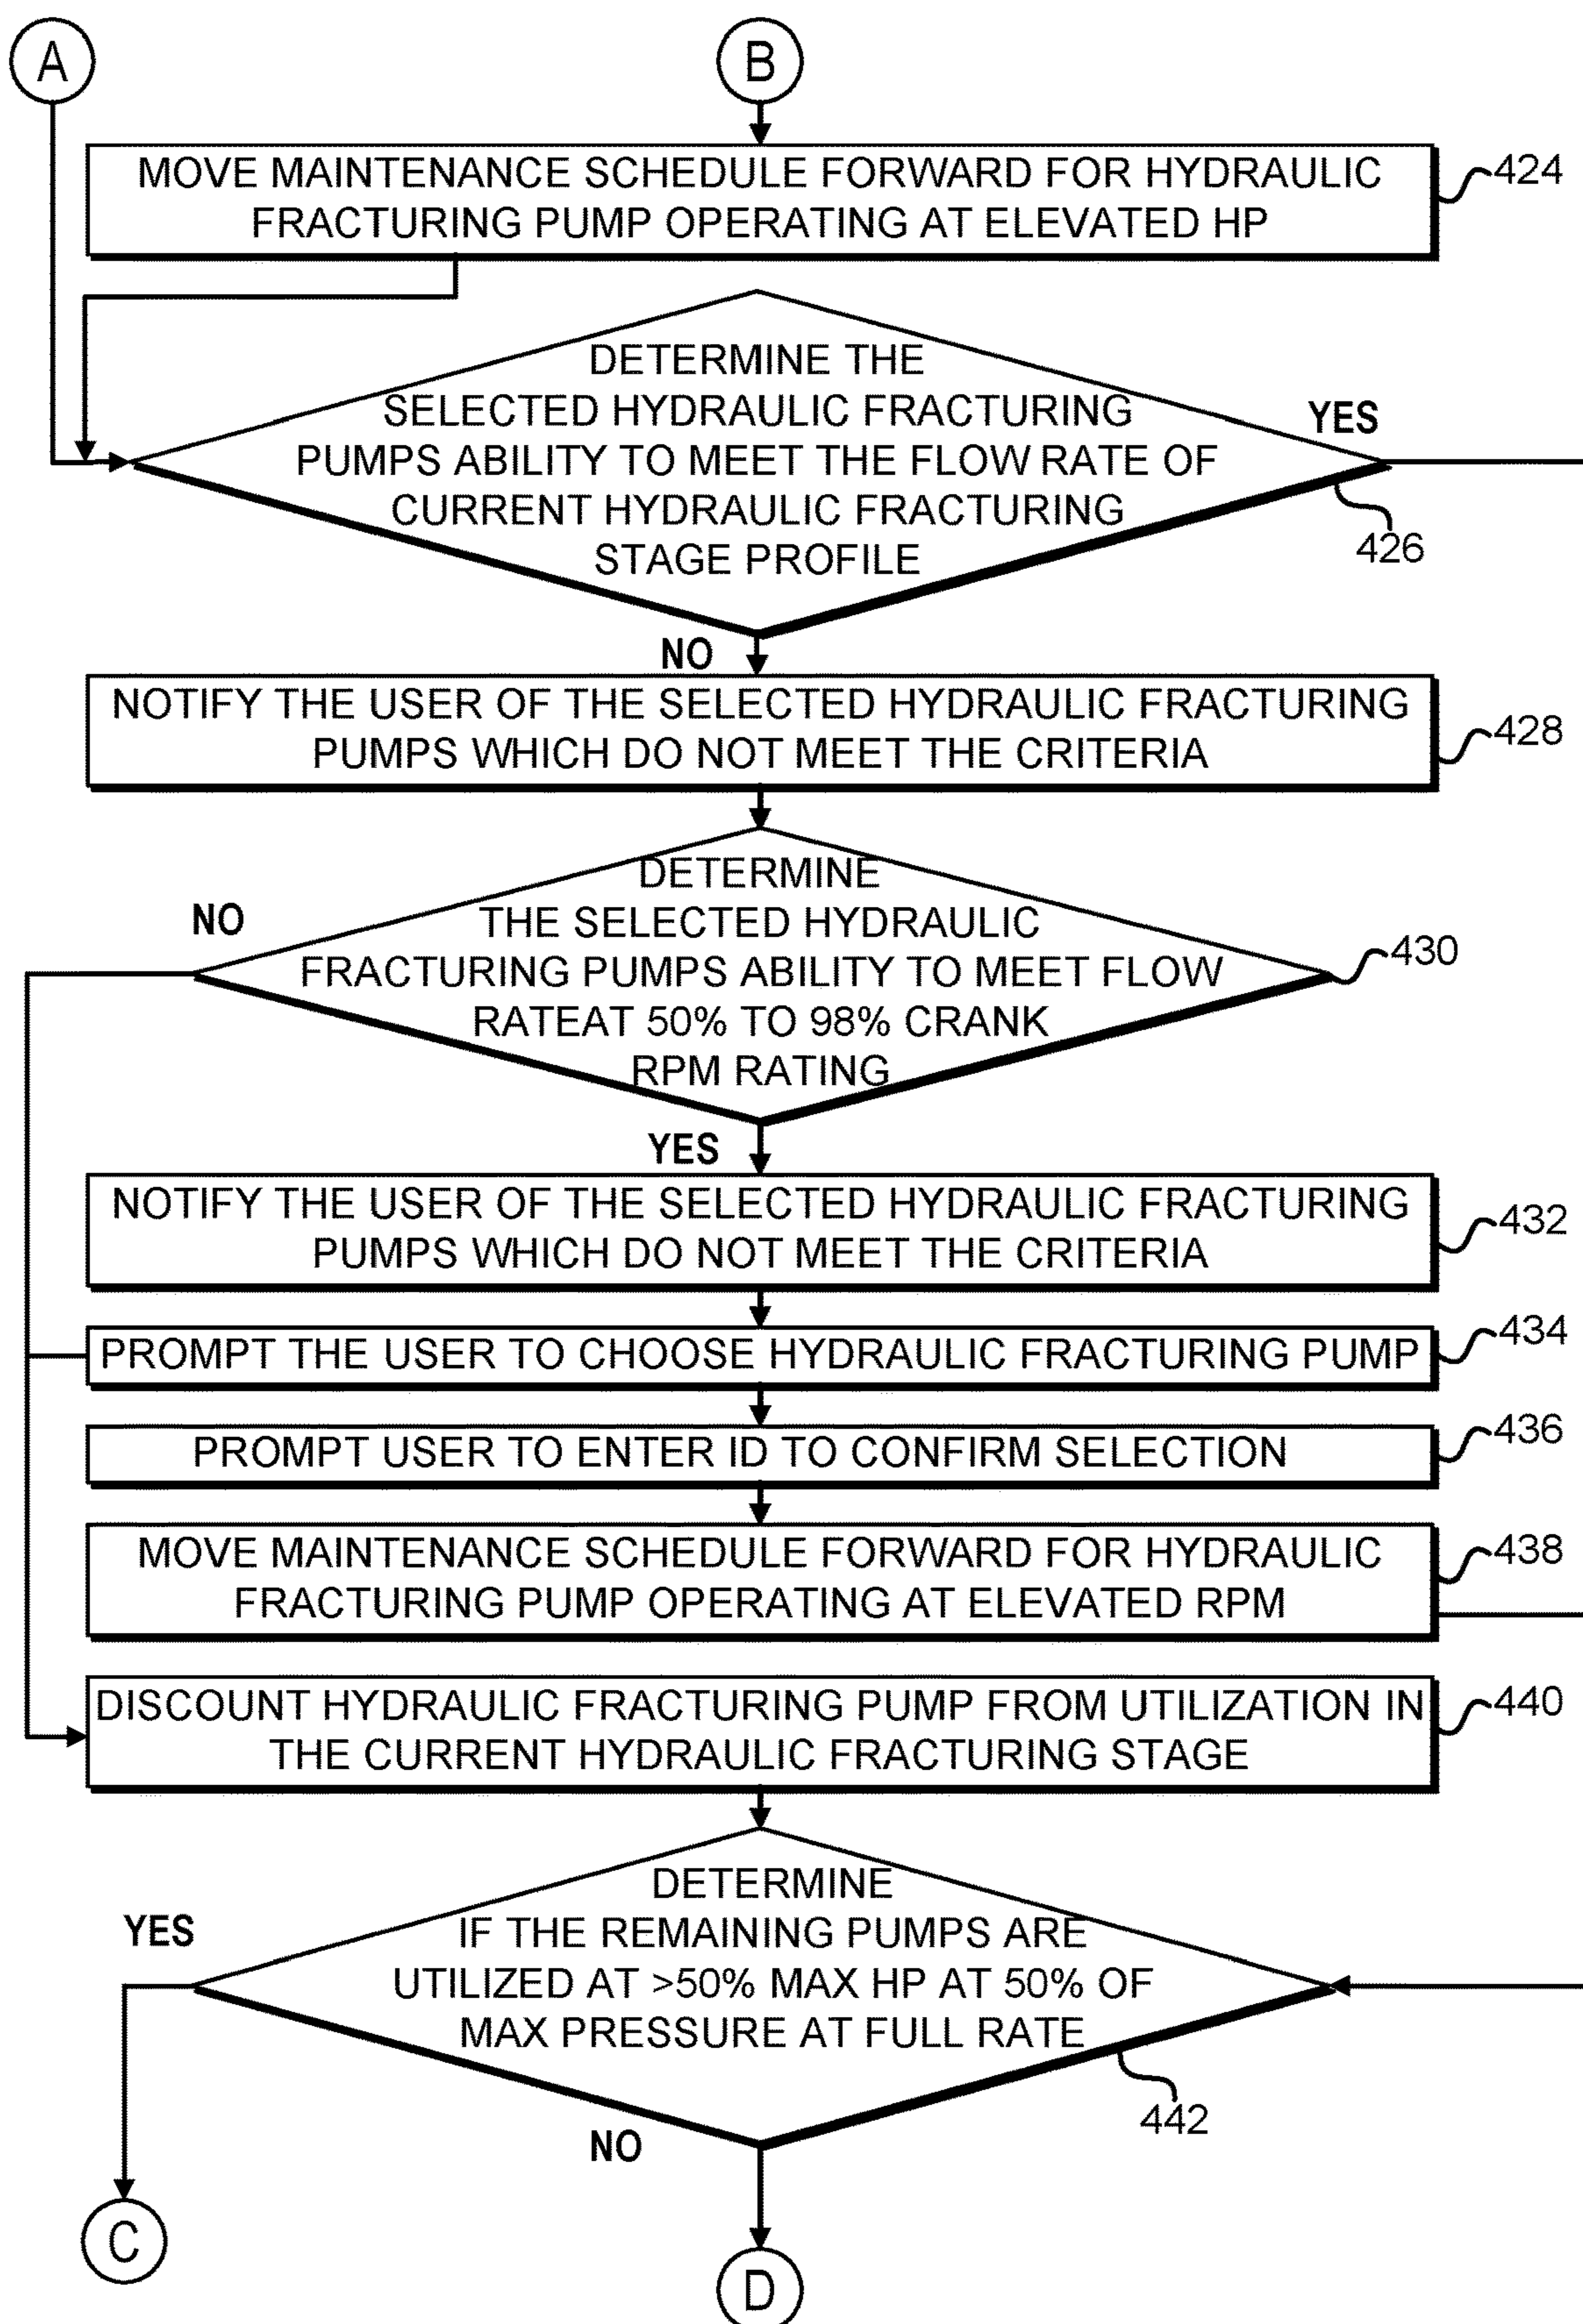 A
B
MOVE MAINTENANCE SCHEDULE FORWARD FOR HYDRAULIC
FRACTURING PUMP OPERATING AT ELEVATED HP
424
DETERMINE THE
SELECTED HYDRAULIC FRACTURING
PUMPS ABILITY TO MEET THE FLOW RATE OF
CURRENT HYDRAULIC FRACTURING
STAGE PROFILE
YES
426
NO
NOTIFY THE USER OF THE SELECTED HYDRAULIC FRACTURING
PUMPS WHICH DO NOT MEET THE CRITERIA
428
DETERMINE
THE SELECTED HYDRAULIC
FRACTURING PUMPS ABILITY TO MEET FLOW
RATEAT 50% TO 98% CRANK
RPM RATING
NO
430
YES
NOTIFY THE USER OF THE SELECTED HYDRAULIC FRACTURING
PUMPS WHICH DO NOT MEET THE CRITERIA
432
PROMPT THE USER TO CHOOSE HYDRAULIC FRACTURING PUMP
434
PROMPT USER TO ENTER ID TO CONFIRM SELECTION
436
MOVE MAINTENANCE SCHEDULE FORWARD FOR HYDRAULIC
FRACTURING PUMP OPERATING AT ELEVATED RPM
438
DISCOUNT HYDRAULIC FRACTURING PUMP FROM UTILIZATION IN
THE CURRENT HYDRAULIC FRACTURING STAGE
440
DETERMINE
IF THE REMAINING PUMPS ARE
UTILIZED AT >50% MAX HP AT 50% OF
MAX PRESSURE AT FULL RATE
YES
442
NO
C
D